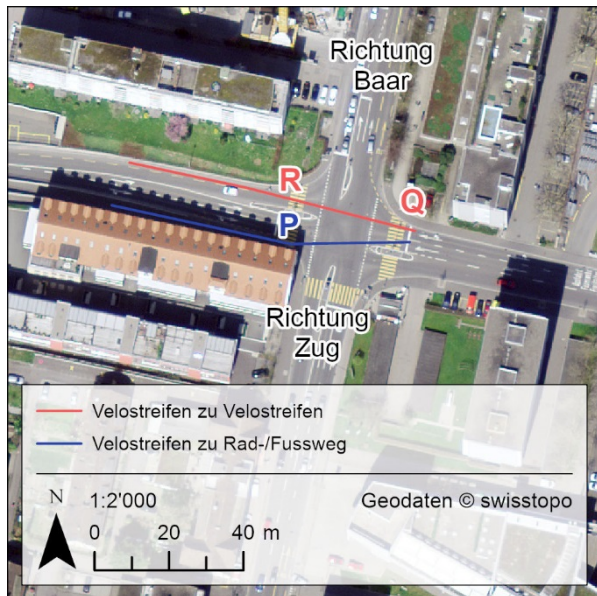 Richtung
Baar
R
Q
P
Richtung
Zug
Velostreifen zu Velostreifen
Velostreifen zu Rad-/Fussweg
N
1:2'000
Geodaten © swisstopo
0 20 40 m